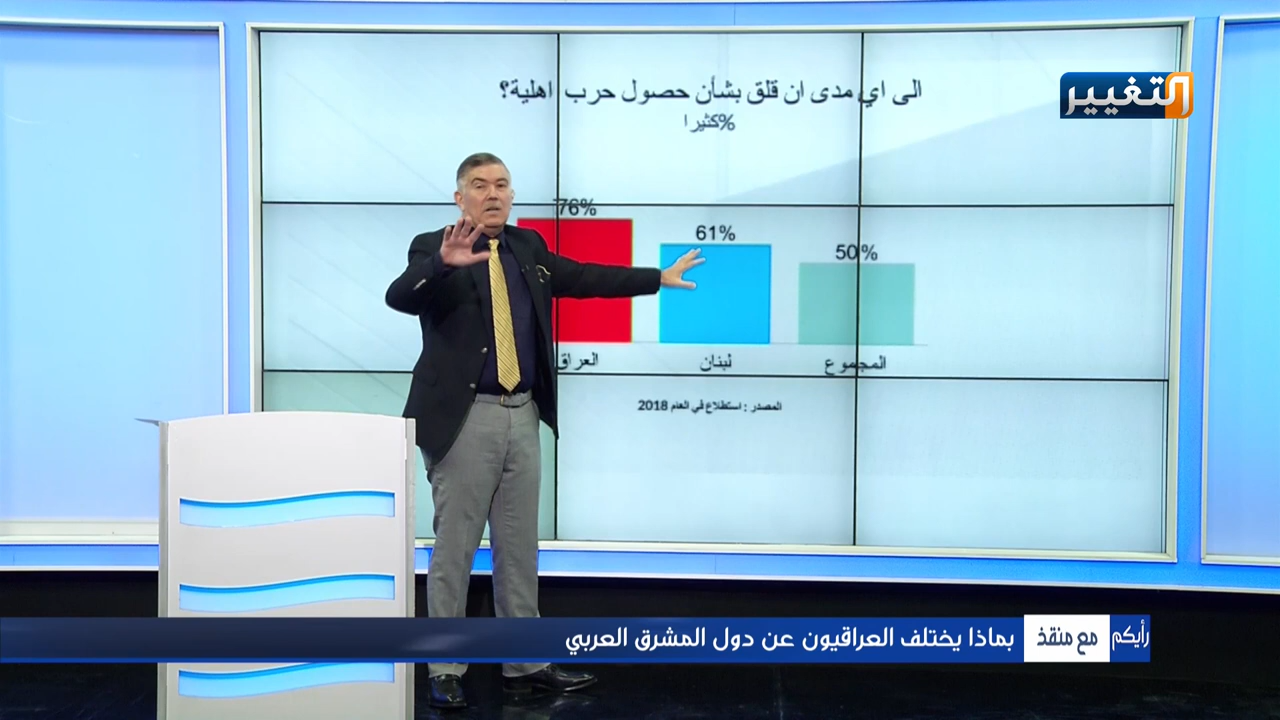 التغيير
الى اي مدى ان قلق بشأن حصول حرب اهلية؟
%كثيرا
76%
61%
50%
العراق
لبنان
المجموع
المصدر : استطلاع في العام 2018
رأيكم مع منقذ بماذا يختلف العراقيون عن دول المشرق العربي